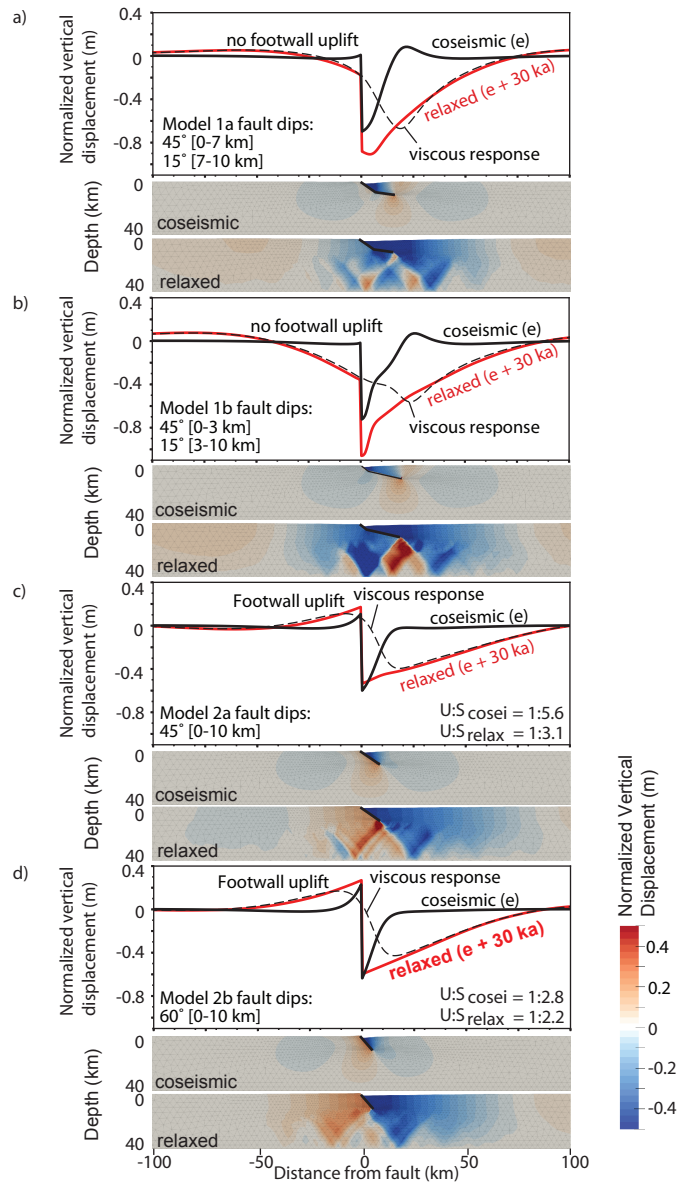 a)
Normalized vertical
displacement (m)
0.4
0
-0.4
-0.8
no footwall uplift
coseismic (e)
relaxed (e + 30 ka)
viscous response
Model 1a fault dips:
45˚ [0-7 km]
15˚ [7-10 km]
Depth (km)
0
40
coseismic
0
40
relaxed
b)
Normalized vertical
displacement (m)
0.4
0
-0.4
-0.8
no footwall uplift
coseismic (e)
relaxed (e + 30 ka)
viscous response
Model 1b fault dips:
45˚ [0-3 km]
15˚ [3-10 km]
Depth (km)
0
40
coseismic
0
40
relaxed
c)
Normalized vertical
displacement (m)
0.4
0
-0.4
-0.8
Footwall uplift
viscous response
coseismic (e)
relaxed (e + 30 ka)
Model 2a fault dips:
45˚ [0-10 km]
U:S cosei = 1:5.6
U:S relax = 1:3.1
Depth (km)
0
40
coseismic
0
40
relaxed
d)
Normalized vertical
displacement (m)
0.4
0
-0.4
-0.8
Footwall uplift
viscous response
coseismic (e)
relaxed (e + 30 ka)
Model 2b fault dips:
60˚ [0-10 km]
U:S cosei = 1:2.8
U:S relax = 1:2.2
Depth (km)
0
40
coseismic
0
40
relaxed
-100 -50 0 50 100
Distance from fault (km)
Normalized Vertical
Displacement (m)
0.4
0.2
0
-0.2
-0.4